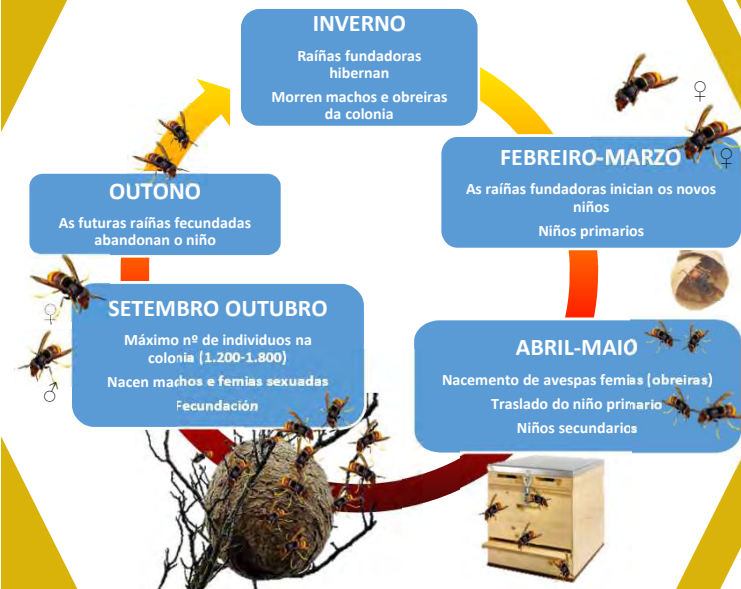 INVERNO
Raíñas fundadoras
hibernan
Morren machos e obreiras
da colonia
♀
♀
FEBREIRO-MARZO
As raíñas fundadoras inician os novos
niños
Niños primarios
OUTONO
As futuras raíñas fecundadas
abandonan o niño
♀
♂
SETEMBRO OUTUBRO
Máximo nº de individuos na
colonia (1.200-1.800)
Nacen machos e femias sexuadas
Fecundación
ABRIL-MAIO
Nacemento de avespas femias (obreiras)
Traslado do niño primario
Niños secundarios